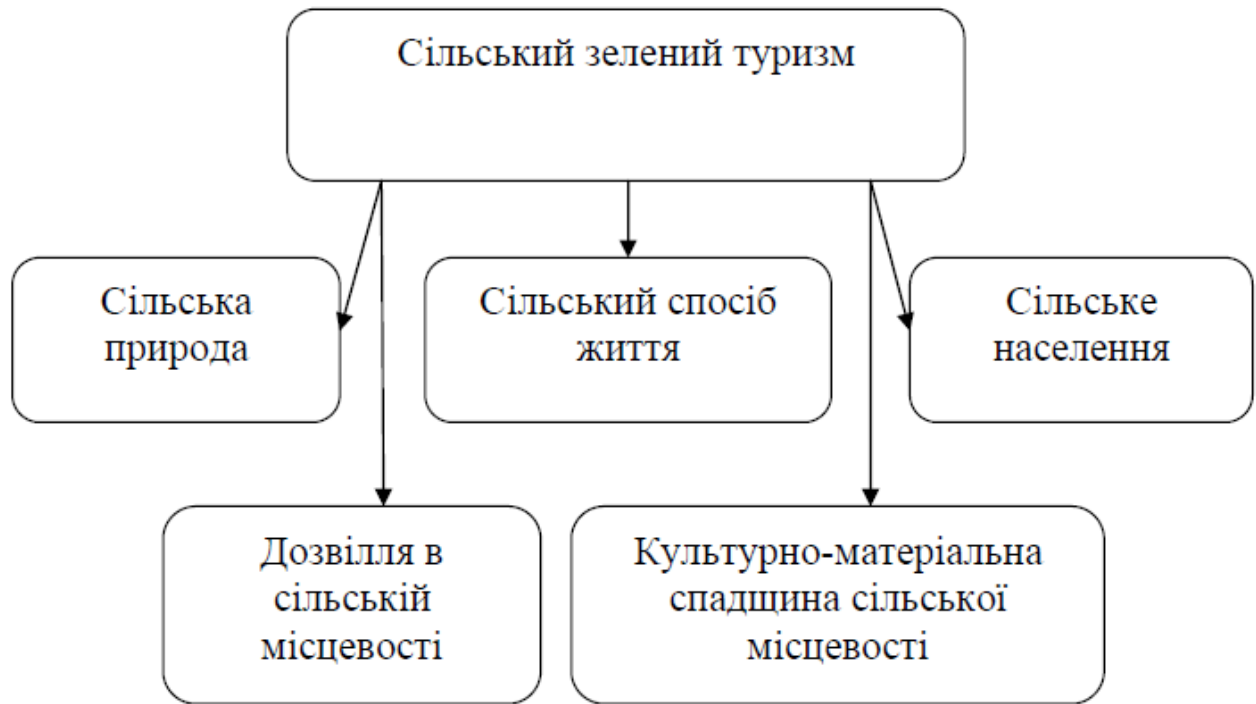 Сільський зелений туризм
Сільська
природа
Сільський спосіб
життя
Сільське
населення
Дозвілля в
сільській
місцевості
Культурно-матеріальна
спадщина сільської
місцевості